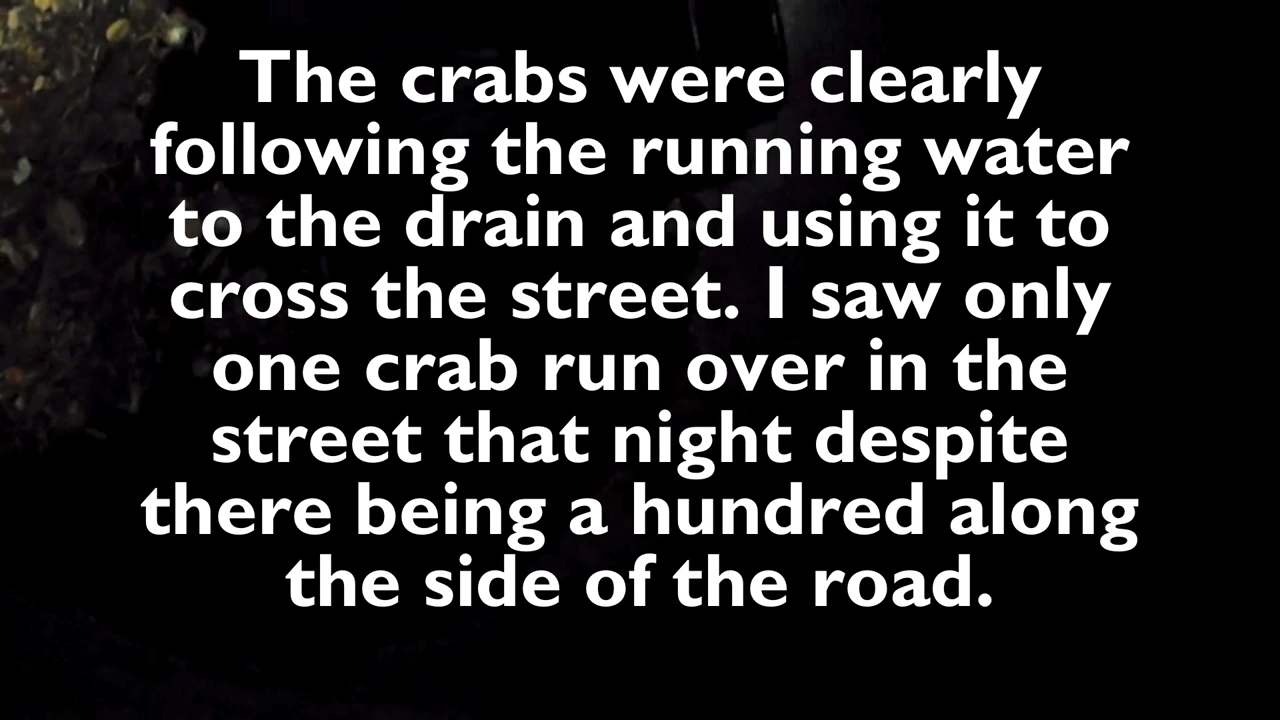 The crabs were clearly
following the running water
to the drain and using it to
cross the street. I saw only
one crab run over in the
street that night despite
there being a hundred along
the side of the road.